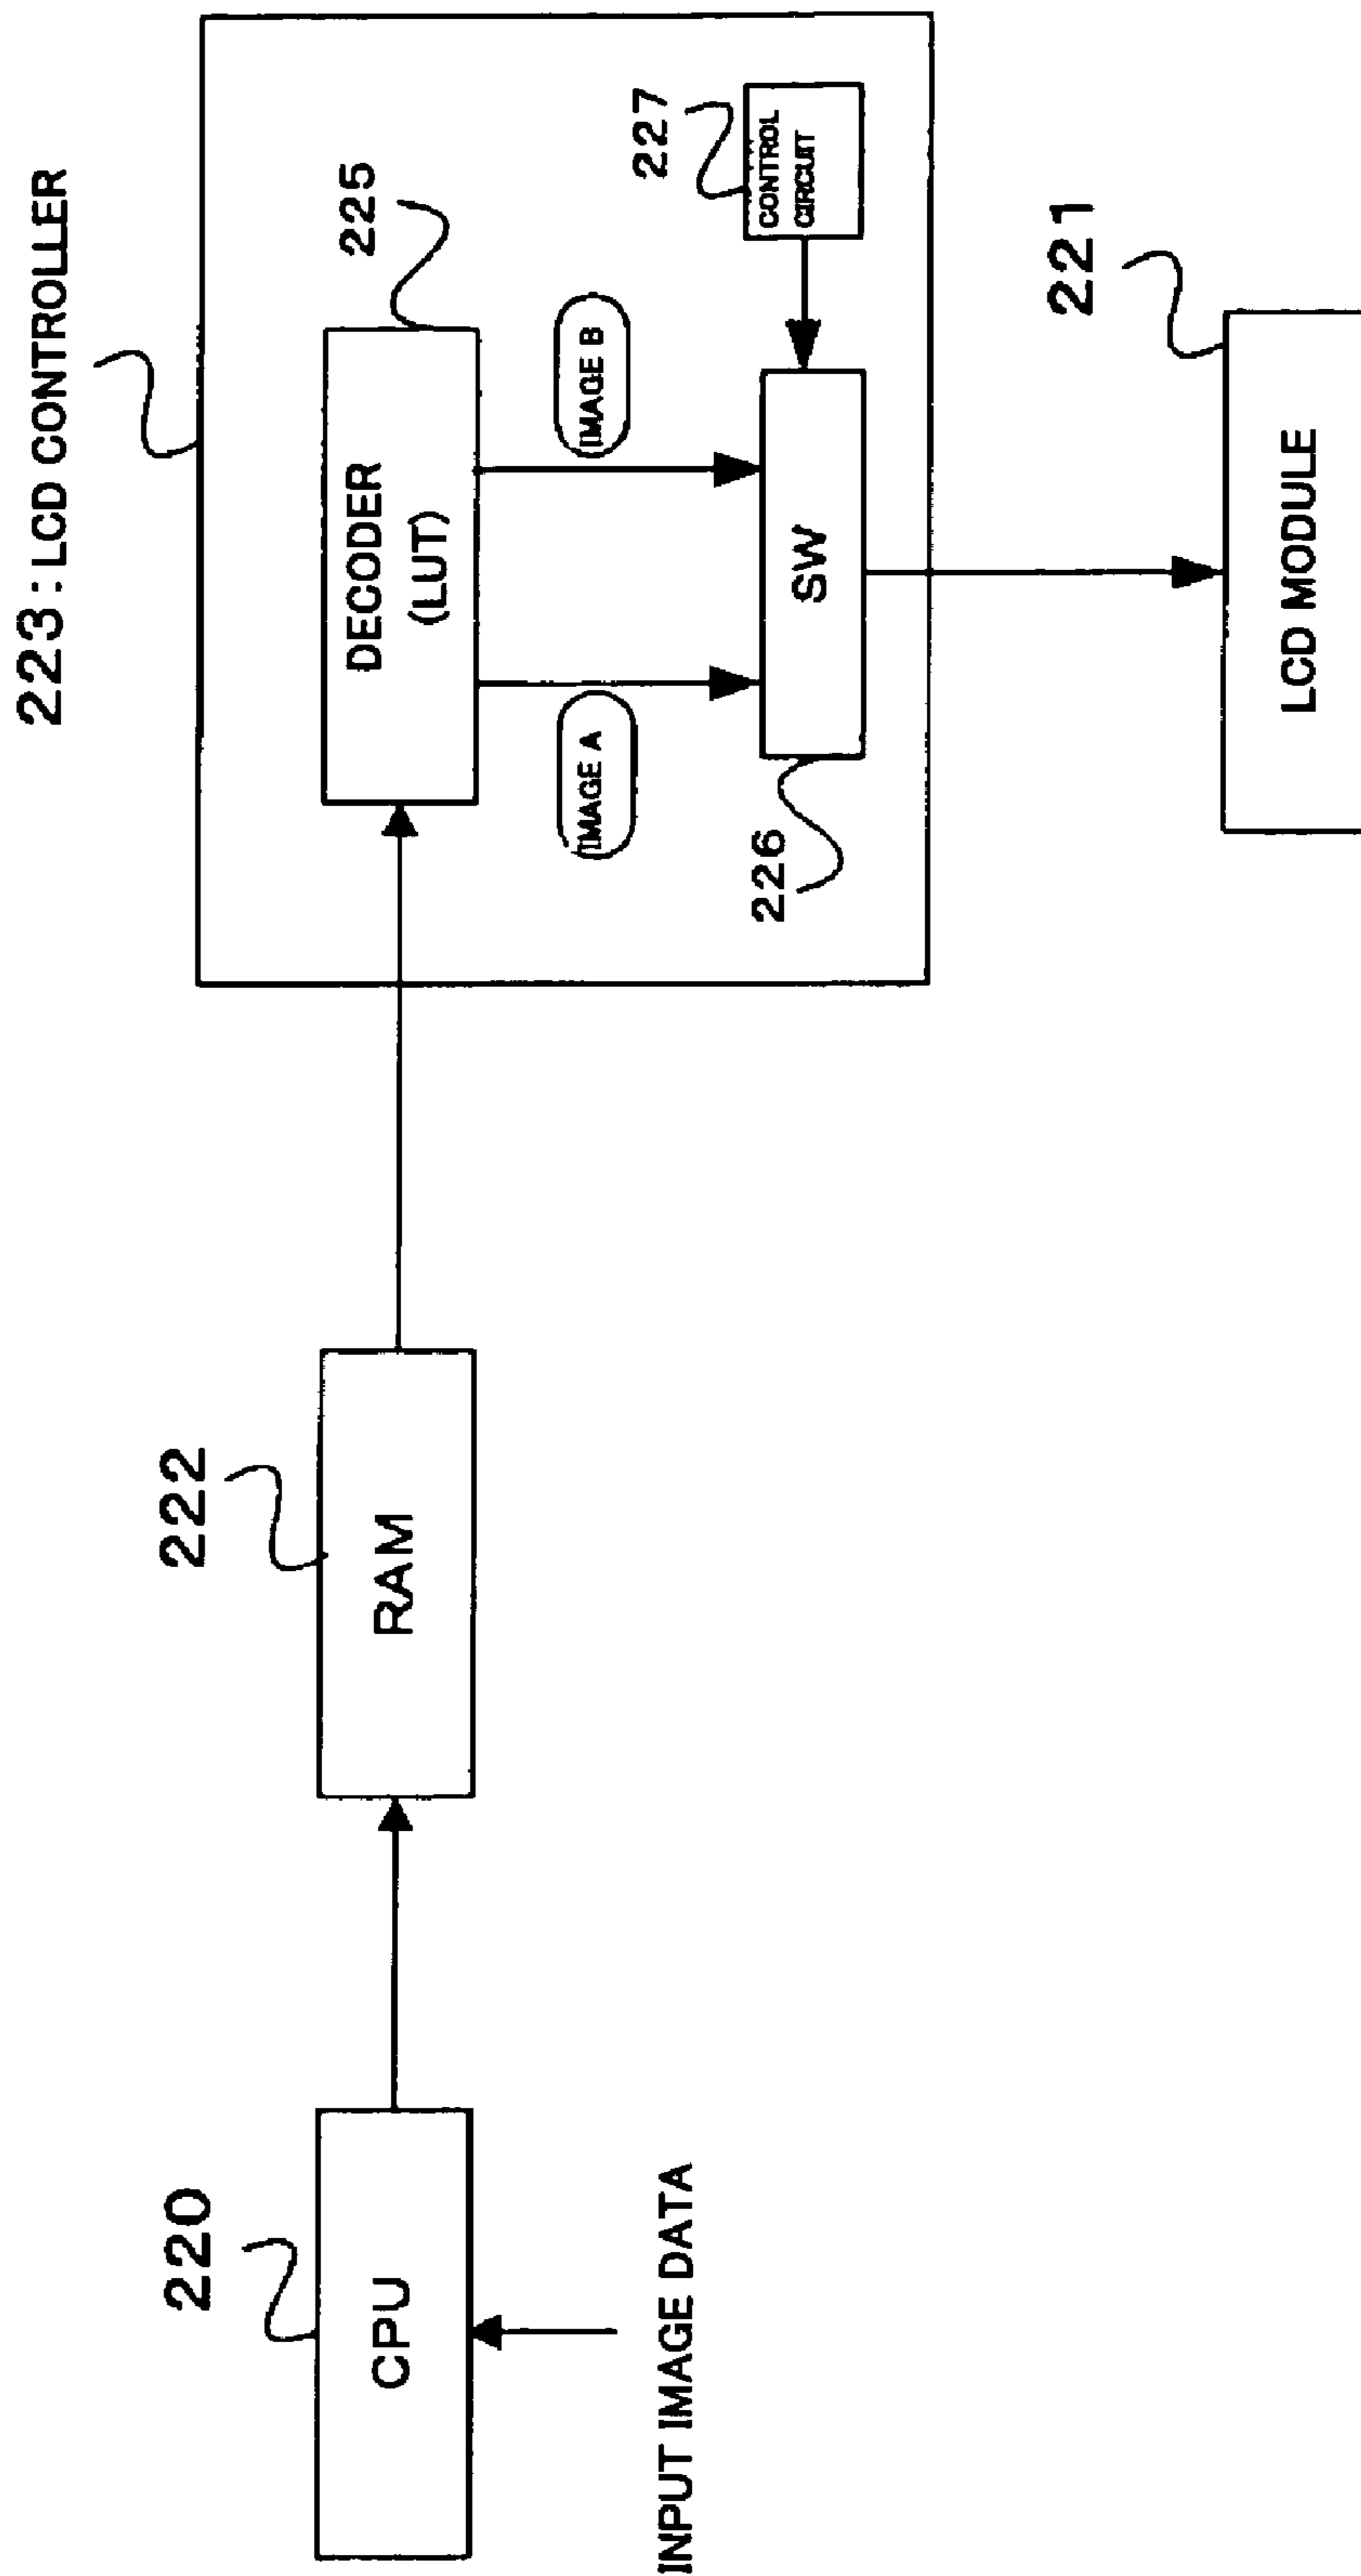 223: LCD CONTROLLER
220
222
225
CPU
RAM
DECODER
(LUT)
INPUT IMAGE DATA
IMAGE A
IMAGE B
227
CONTROL
CIRCUIT
226
SW
221
LCD MODULE